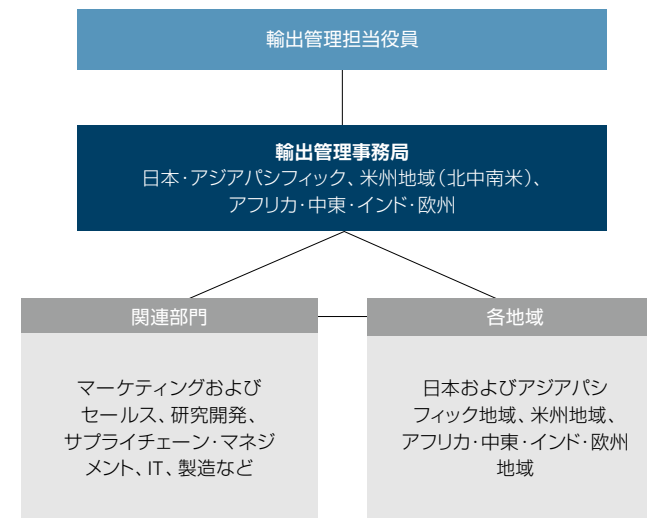 輸出管理担当役員
輸出管理事務局
日本・アジアパシフィック、米州地域（北中南米）、
アフリカ・中東・インド・欧州
関連部門
マーケティングおよび
セールス、研究開発、
サプライチェーン・マネジ
メント、IT、製造など
各地域
日本およびアジアパシ
フィック地域、米州地域、
アフリカ・中東・インド・欧州
地域